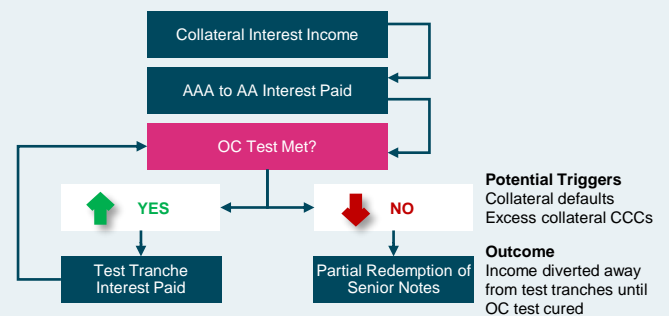 Collateral Interest Income
AAA to AA Interest Paid
OC Test Met?
YES
NO
Test Tranche
Interest Paid
Partial Redemption of
Senior Notes
Potential Triggers
Collateral defaults
Excess collateral CCCs
Outcome
Income diverted away
from test tranches until
OC test cured